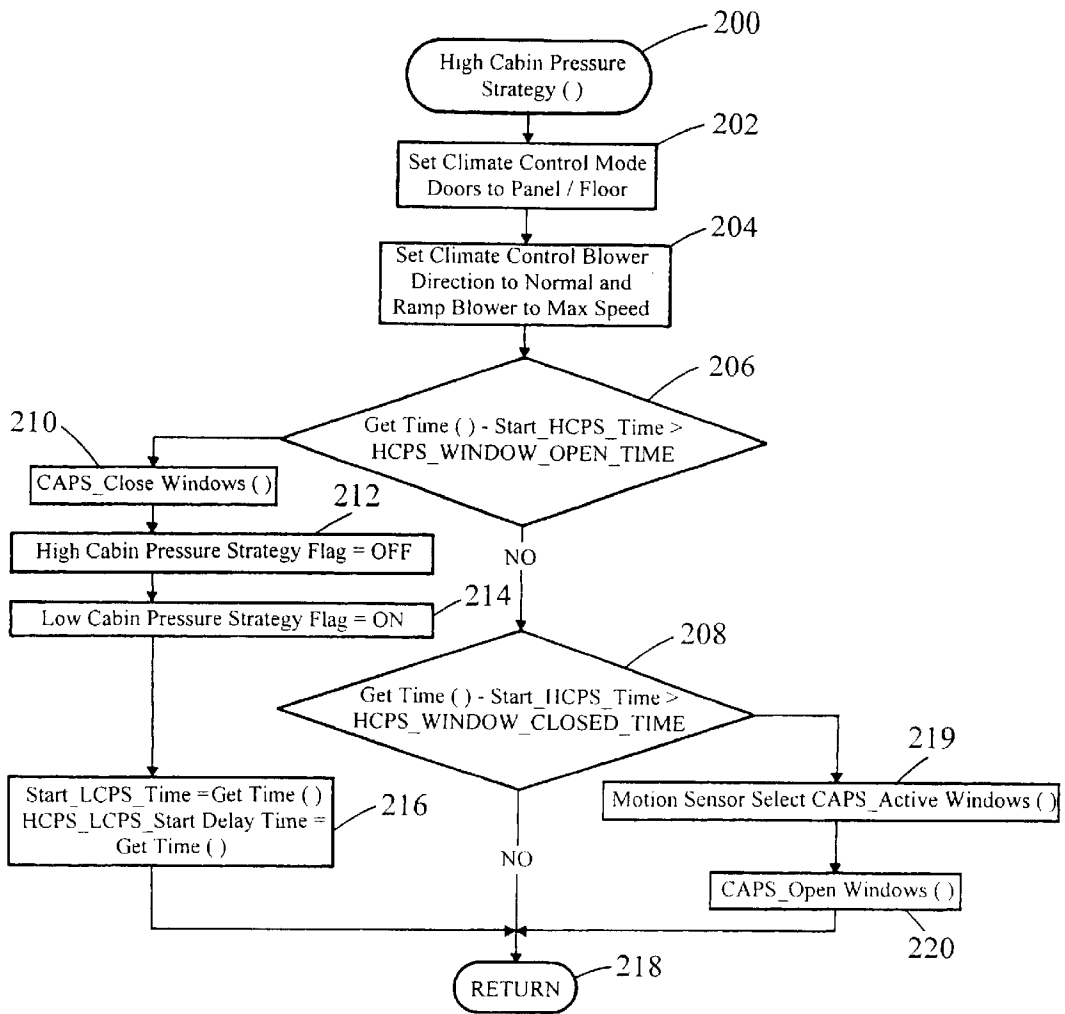 200
High Cabin Pressure
Strategy ( )
202
Set Climate Control Mode
Doors to Panel / Floor
204
Set Climate Control Blower
Direction to Normal and
Ramp Blower to Max Speed
206
Get Time ( ) - Start_HCPS_Time >
HCPS_WINDOW_OPEN_TIME
210
CAPS_Close Windows ( )
212
High Cabin Pressure Strategy Flag = OFF
NO
214
Low Cabin Pressure Strategy Flag = ON
208
Get Time ( ) - Start_HCPS_Time >
HCPS_WINDOW_CLOSED_TIME
219
Motion Sensor Select CAPS_Active Windows ( )
Start_LCPS_Time =Get Time ( )
HCPS_LCPS_Start Delay Time =
Get Time ( )
216
NO
CAPS_Open Windows ( )
220
RETURN
218